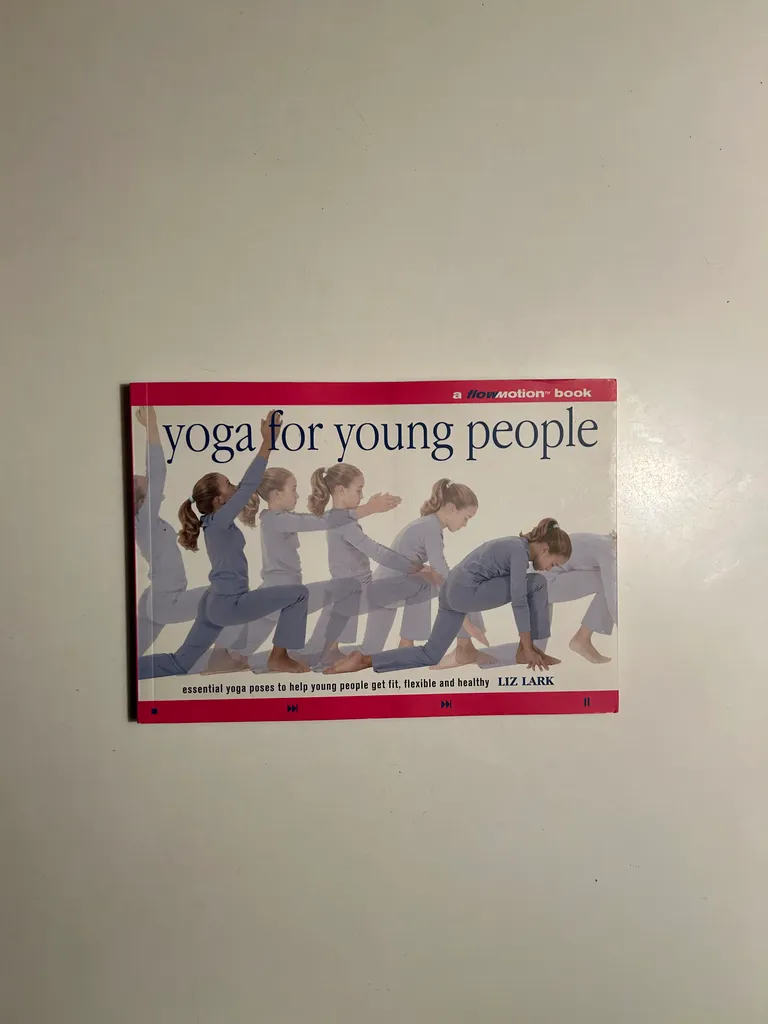 a flowmotion™ book
yoga for young people
essential yoga poses to help young people get fit, flexible and healthy LIZ LARK